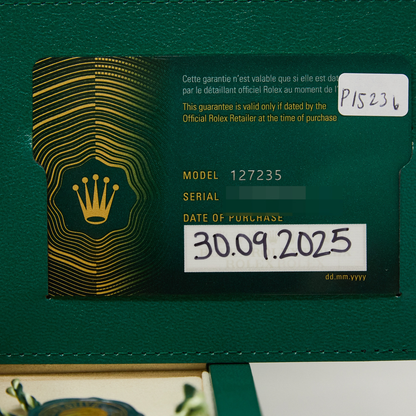 Cette garantie n'est valable que si elle est
par le détaillant officiel Rolex au moment de
P15236
This guarantee is valid only if dated by the
Official Rolex Retailer at the time of purchase
MODEL 127235
SERIAL
DATE OF PURCHASE
30.09.2025
dd.mm.yyyy